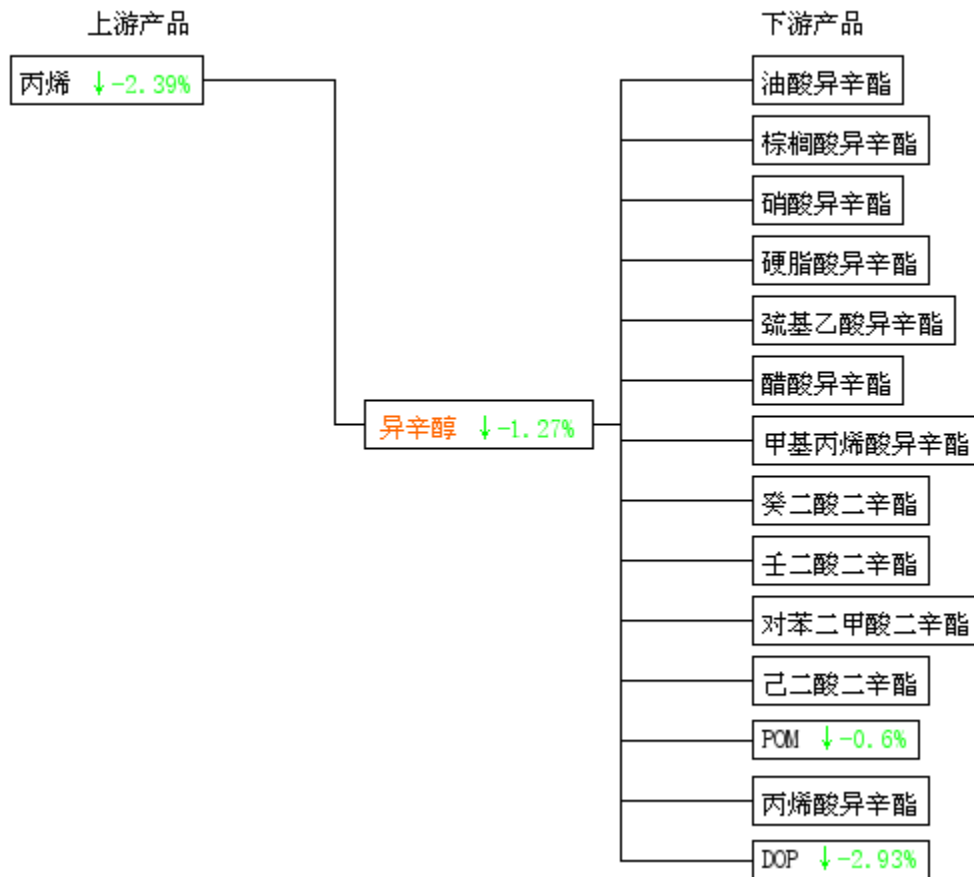 上游产品
下游产品
丙烯 ↓-2.39%
异辛醇 ↓-1.27%
油酸异辛酯
棕榈酸异辛酯
硝酸异辛酯
硬脂酸异辛酯
巯基乙酸异辛酯
醋酸异辛酯
甲基丙烯酸异辛酯
癸二酸二辛酯
壬二酸二辛酯
对苯二甲酸二辛酯
己二酸二辛酯
POM ↓-0.6%
丙烯酸异辛酯
DOP ↓-2.93%